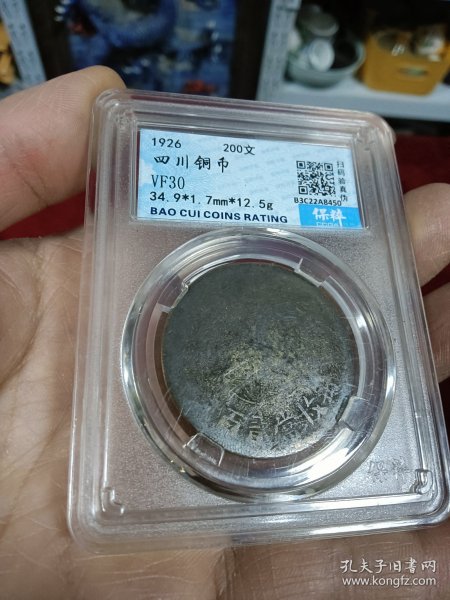 1926 200文
四川铜币
VF30
34.9*1.7mm*12.5g
BAO CUI COINS RATING
扫码验真伪
B3C22A8450
保粹
孔夫子旧书网
www.kongfz.com